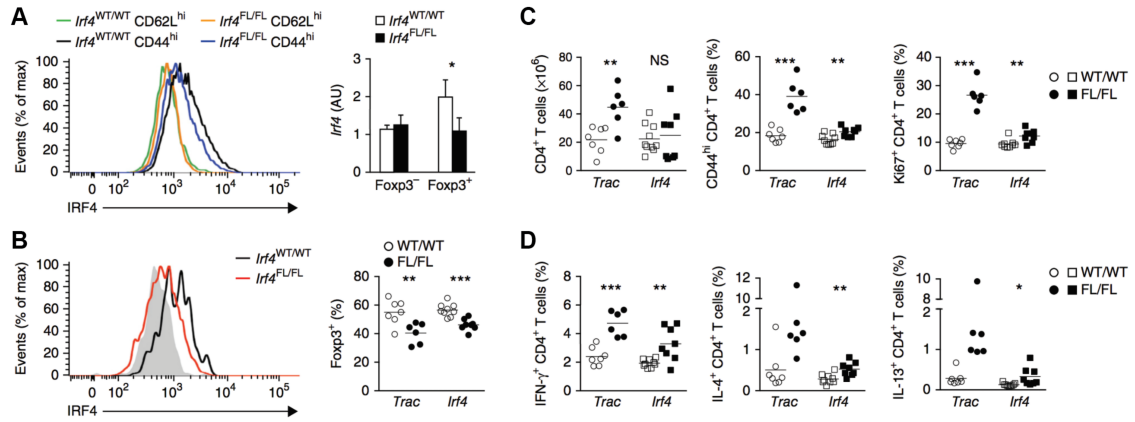 A
Irf4WT/WT CD62Lhi
Irf4FL/FL CD62Lhi
Irf4WT/WT CD44hi
Irf4FL/FL CD44hi
Events (% of max)
100
80
60
40
20
0
0 10² 10³ 10⁴ 10⁵
IRF4
Irf4WT/WT
Irf4FL/FL
Irf4 (AU)
3
2
1
0
*
Foxp3⁻ Foxp3⁺
B
Irf4WT/WT
Irf4FL/FL
Events (% of max)
100
80
60
40
20
0
0 10² 10³ 10⁴ 10⁵
IRF4
WT/WT
FL/FL
Foxp3⁺ (%)
80
60
40
20
0
** ***
Trac Irf4
C
CD4⁺ T cells (×10⁶)
80
60
40
20
0
** NS
Trac Irf4
CD44hi CD4⁺ T cells (%)
60
40
20
0
*** **
Trac Irf4
Ki67⁺ CD4⁺ T cells (%)
40
30
20
10
0
*** **
Trac Irf4
WT/WT
FL/FL
D
IFN-γ⁺ CD4⁺ T cells (%)
8
6
4
2
0
*** **
Trac Irf4
IL-4⁺ CD4⁺ T cells (%)
12
8
4
2
1
0
**
Trac Irf4
IL-13⁺ CD4⁺ T cells (%)
10
6
2
2
1
0
*
Trac Irf4
WT/WT
FL/FL